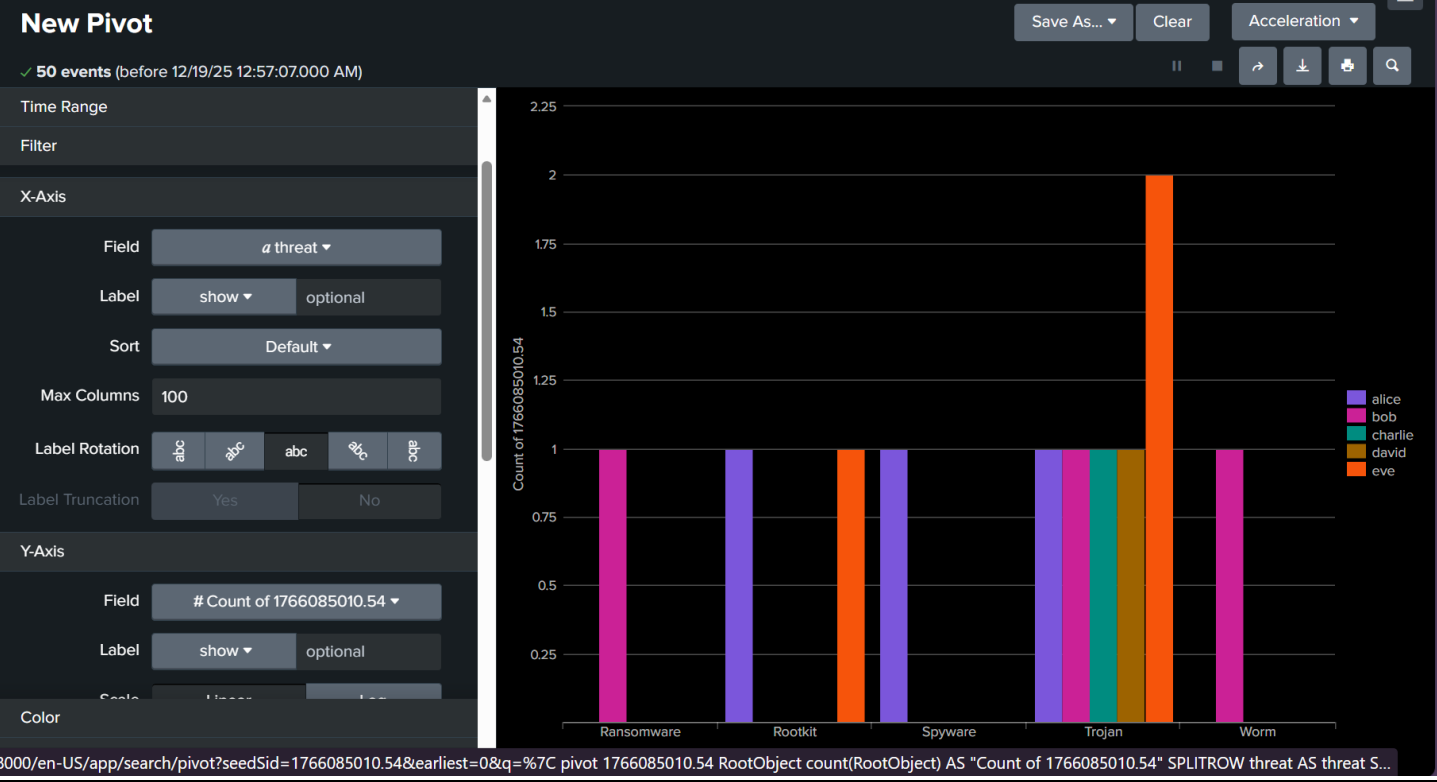 New Pivot
Save As...
Clear
Acceleration
50 events (before 12/19/25 12:57:07.000 AM)
Time Range
Filter
X-Axis
Field
a threat
Label
show
optional
Sort
Default
Max Columns
100
Label Rotation
abc
abc
abc
abc
abc
Label Truncation
Yes
No
Y-Axis
Field
# Count of 1766085010.54
Label
show
optional
Scale
Linear
Log
Color
2.25
2
1.75
1.5
1.25
1
0.75
0.5
0.25
Count of 1766085010.54
Ransomware
Rootkit
Spyware
Trojan
Worm
alice
bob
charlie
david
eve
8000/en-US/app/search/pivot?seedSid=1766085010.54&earliest=0&q=%7C pivot 1766085010.54 RootObject count(RootObject) AS "Count of 1766085010.54" SPLITROW threat AS threat S...